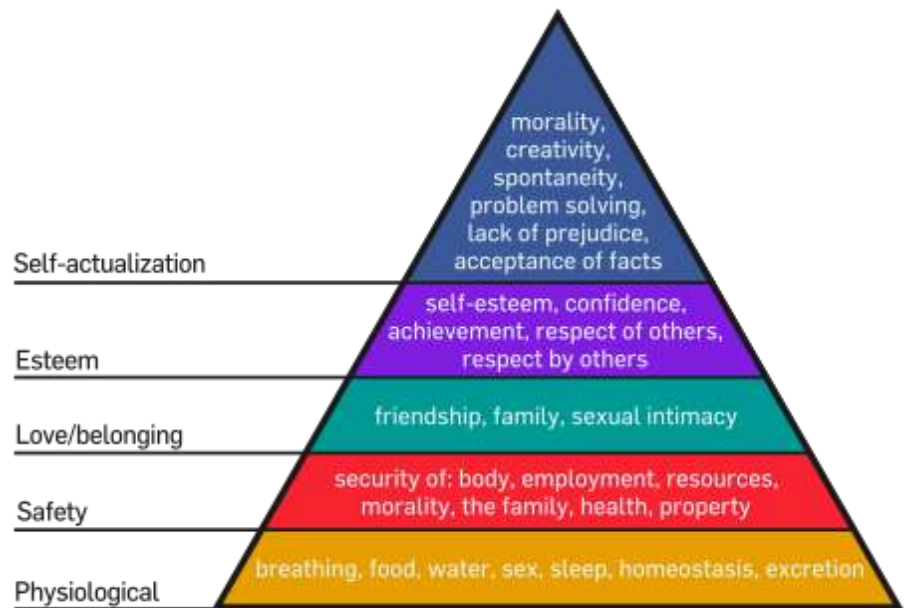 morality,
creativity,
spontaneity,
problem solving,
lack of prejudice,
acceptance of facts
Self-actualization
self-esteem, confidence,
achievement, respect of others,
respect by others
Esteem
friendship, family, sexual intimacy
Love/belonging
security of: body, employment, resources,
morality, the family, health, property
Safety
breathing, food, water, sex, sleep, homeostasis, excretion
Physiological